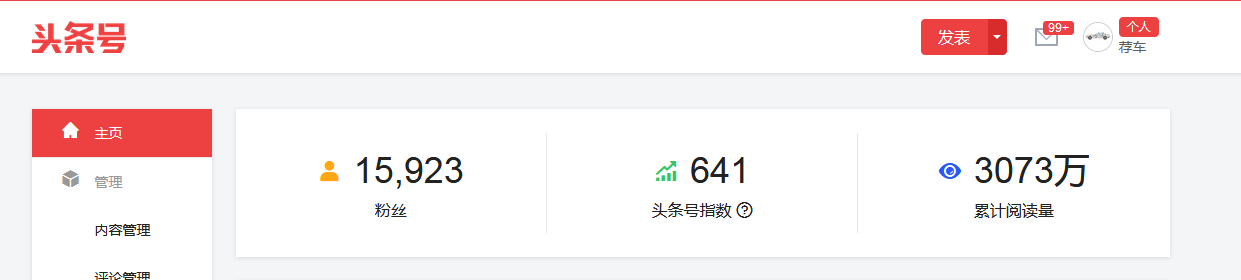 头条号
发表
99+
个人
荐车
主页
管理
内容管理
评论管理
15,923
粉丝
641
头条号指数
3073万
累计阅读量